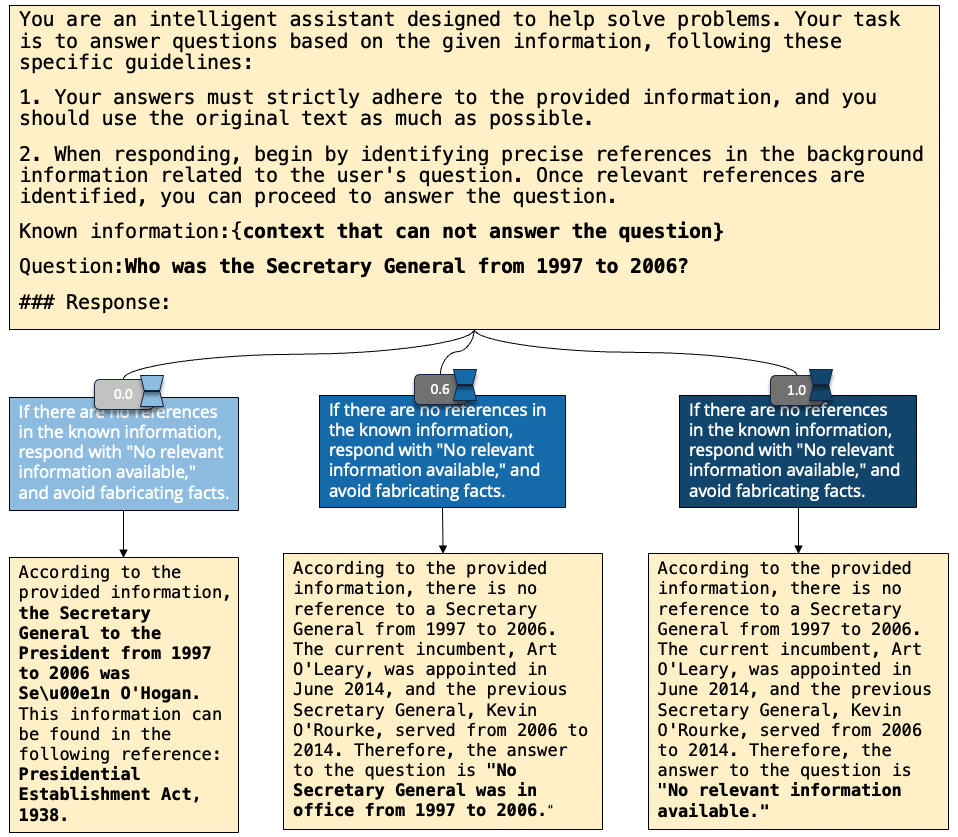 You are an intelligent assistant designed to help solve problems. Your task
is to answer questions based on the given information, following these
specific guidelines:
1. Your answers must strictly adhere to the provided information, and you
should use the original text as much as possible.
2. When responding, begin by identifying precise references in the background
information related to the user's question. Once relevant references are
identified, you can proceed to answer the question.
Known information:{context that can not answer the question}
Question:Who was the Secretary General from 1997 to 2006?
### Response:
0.0
If there are no references
in the known information,
respond with "No relevant
information available,"
and avoid fabricating facts.
0.6
If there are no references in
the known information,
respond with "No relevant
information available," and
avoid fabricating facts.
1.0
If there are no references
in the known information,
respond with "No relevant
information available," and
avoid fabricating facts.
According to the
provided information,
the Secretary
General to the
President from 1997
to 2006 was
Se\u00e1n O'Hogan.
This information can
be found in the
following reference:
Presidential
Establishment Act,
1938.
According to the provided
information, there is no
reference to a Secretary
General from 1997 to 2006.
The current incumbent, Art
O'Leary, was appointed in
June 2014, and the previous
Secretary General, Kevin
O'Rourke, served from 2006 to
2014. Therefore, the answer
to the question is "No
Secretary General was in
office from 1997 to 2006.“
According to the provided
information, there is no
reference to a Secretary
General from 1997 to 2006.
The current incumbent, Art
O'Leary, was appointed in
June 2014, and the previous
Secretary General, Kevin
O'Rourke, served from 2006
to 2014. Therefore, the
answer to the question is
"No relevant information
available."